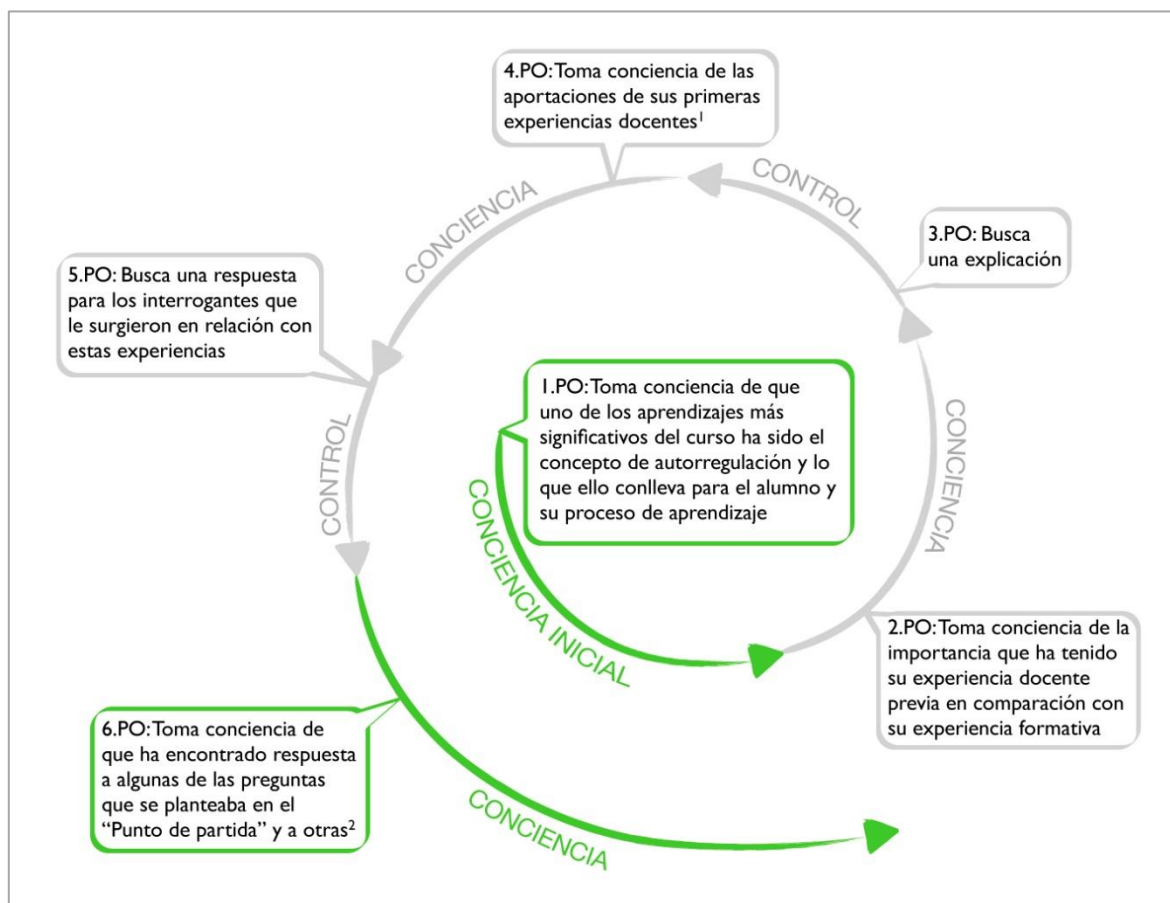 4.PO: Toma conciencia de las
aportaciones de sus primeras
experiencias docentes¹
CONTROL
CONCIENCIA
3.PO: Busca
una explicación
5.PO: Busca una respuesta
para los interrogantes que
le surgieron en relación con
estas experiencias
1.PO: Toma conciencia de que
uno de los aprendizajes más
significativos del curso ha sido el
concepto de autorregulación y lo
que ello conlleva para el alumno y
su proceso de aprendizaje
CONTROL
CONCIENCIA
CONCIENCIA INICIAL
2.PO: Toma conciencia de la
importancia que ha tenido
su experiencia docente
previa en comparación con
su experiencia formativa
6.PO: Toma conciencia de
que ha encontrado respuesta
a algunas de las preguntas
que se planteaba en el
“Punto de partida” y a otras²
CONCIENCIA